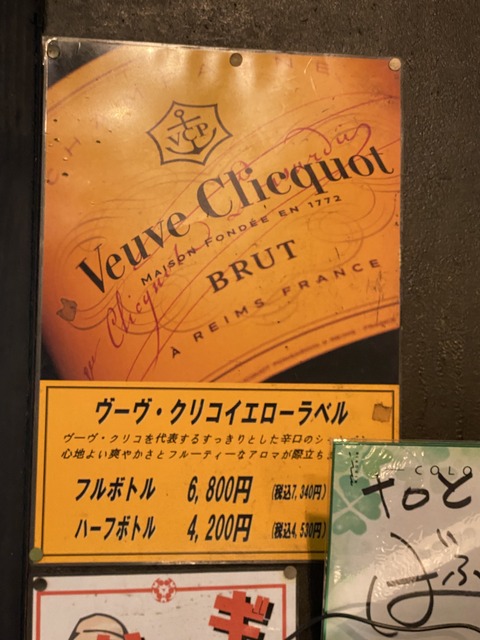 CHAMPAGNE
VCP
Veuve Clicquot
MAISON FONDÉE EN 1772
BRUT
A REIMS FRANCE
ヴーヴ・クリコイエローラベル
ヴーヴ・クリコを代表するすっきりとした辛口の
心地よい爽やかさとフルーティーなアロマが際立ち
フルボトル 6,800円 (税込7,340円)
ハーフボトル 4,200円 (税込4,530円)
COLO